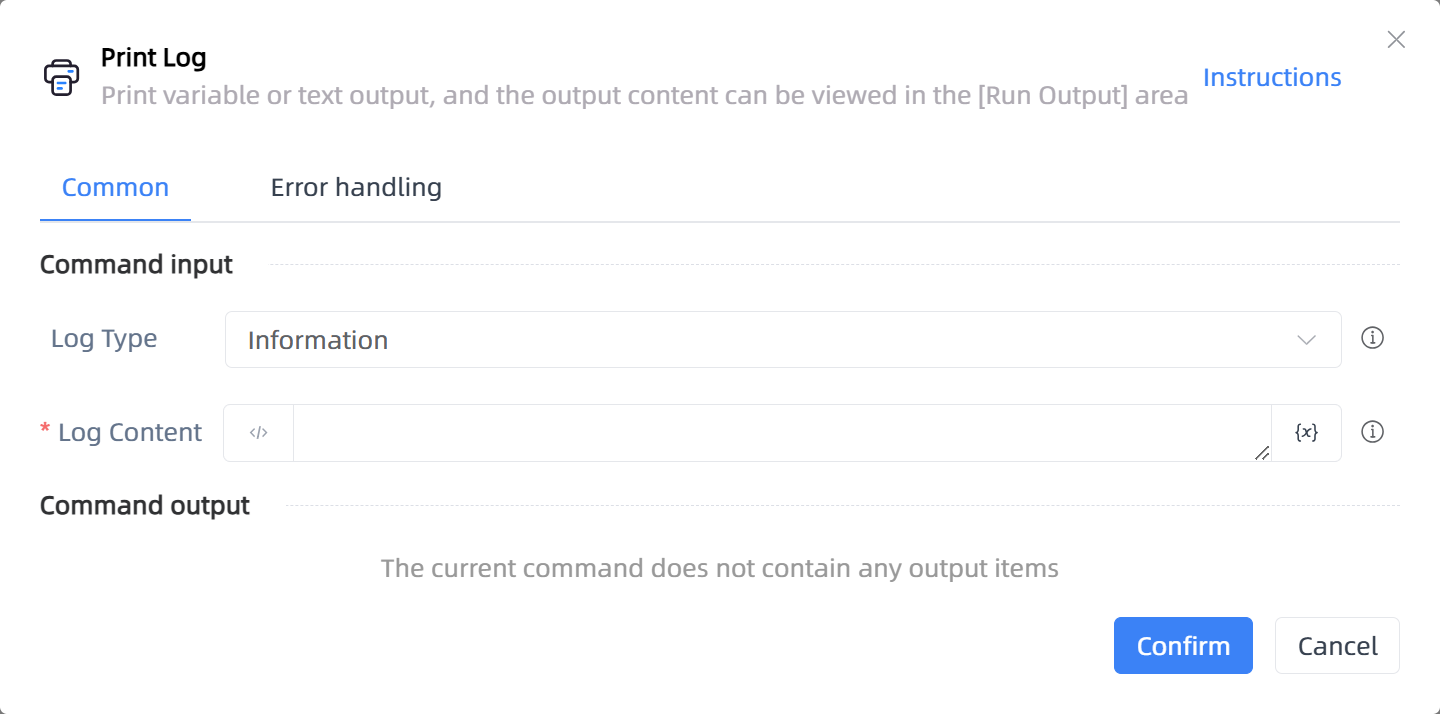 Print Log
Print variable or text output, and the output content can be viewed in the [Run Output] area
Instructions
Common
Error handling
Command input
Log Type
Information
* Log Content
</>
{x}
Command output
The current command does not contain any output items
Confirm
Cancel